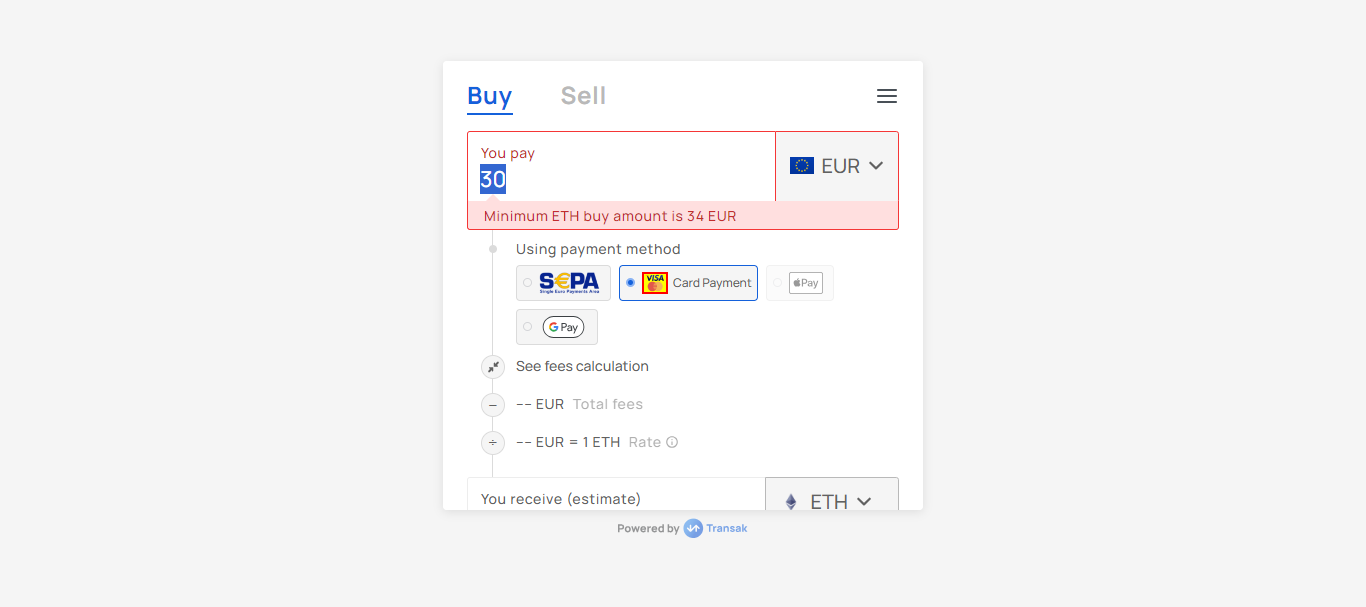 Buy Sell
You pay
30
EUR
Minimum ETH buy amount is 34 EUR
Using payment method
SEPA
Single Euro Payments Area
VISA
Card Payment
Pay
G Pay
See fees calculation
-- EUR Total fees
-- EUR = 1 ETH Rate
You receive (estimate)
ETH
Powered by Transak